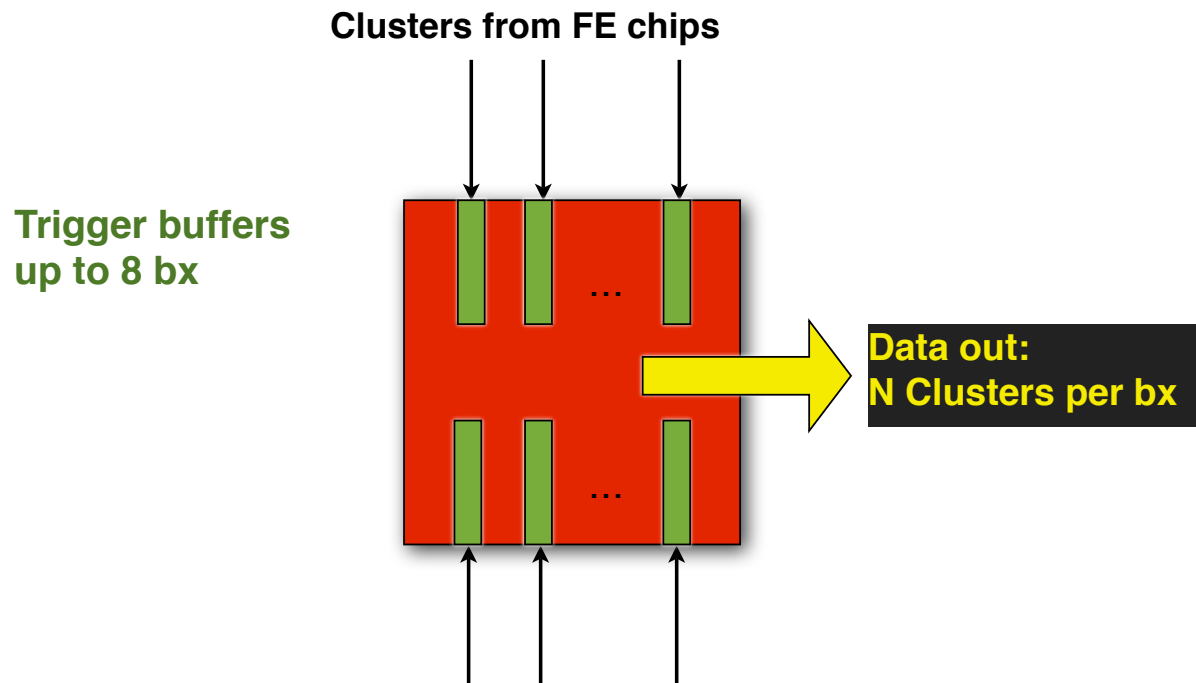 Clusters from FE chips
Trigger buffers
up to 8 bx
...
Data out:
N Clusters per bx
...